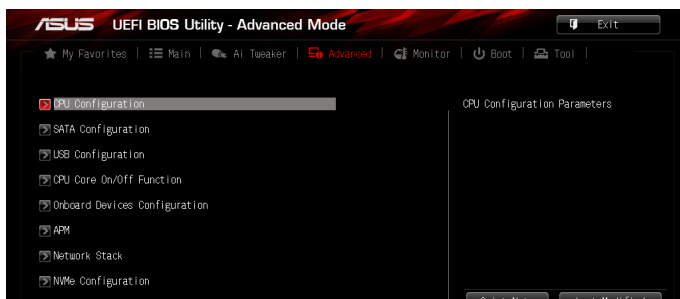 ASUS UEFI BIOS Utility - Advanced Mode Exit
My Favorites Main Ai Tweaker Advanced Monitor Boot Tool
CPU Configuration CPU Configuration Parameters
SATA Configuration
USB Configuration
CPU Core On/Off Function
Onboard Devices Configuration
APM
Network Stack
NVMe Configuration